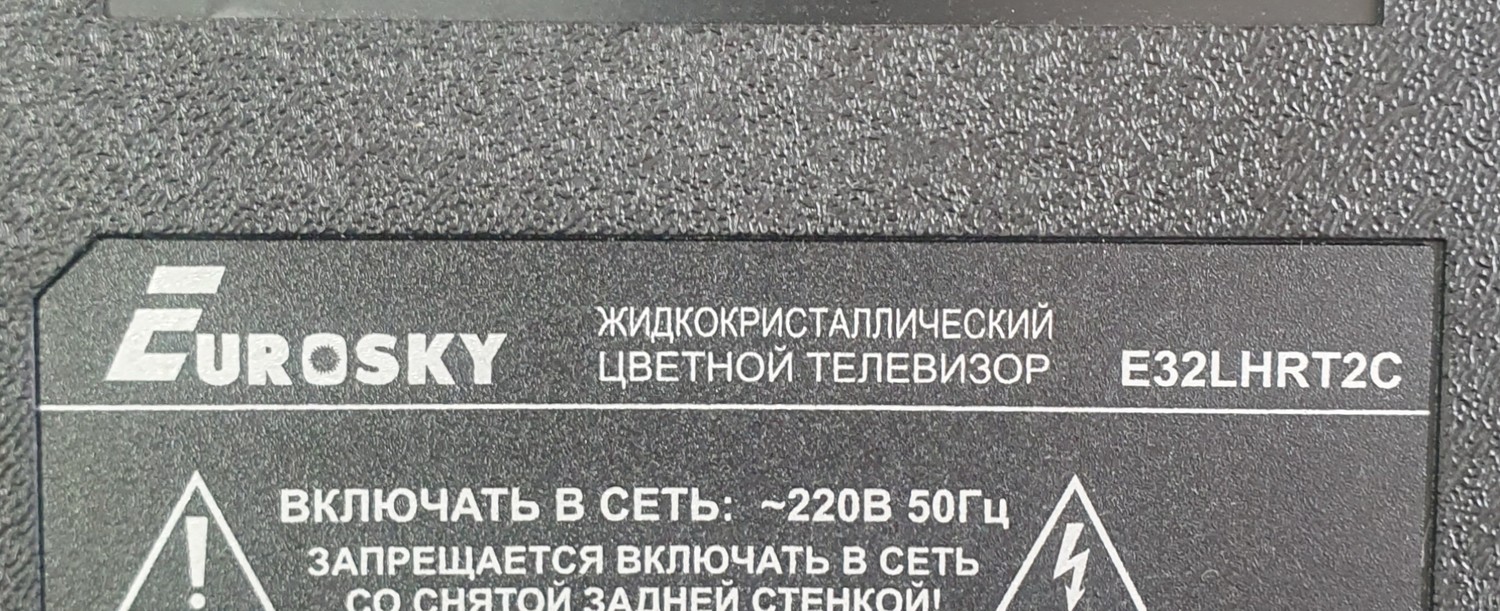 EUROSKY
ЖИДКОКРИСТАЛЛИЧЕСКИЙ
ЦВЕТНОЙ ТЕЛЕВИЗОР
E32LHRT2C
ВКЛЮЧАТЬ В СЕТЬ: ~220В 50Гц
ЗАПРЕЩАЕТСЯ ВКЛЮЧАТЬ В СЕТЬ
СО СНЯТОЙ ЗАДНЕЙ СТЕНКОЙ!